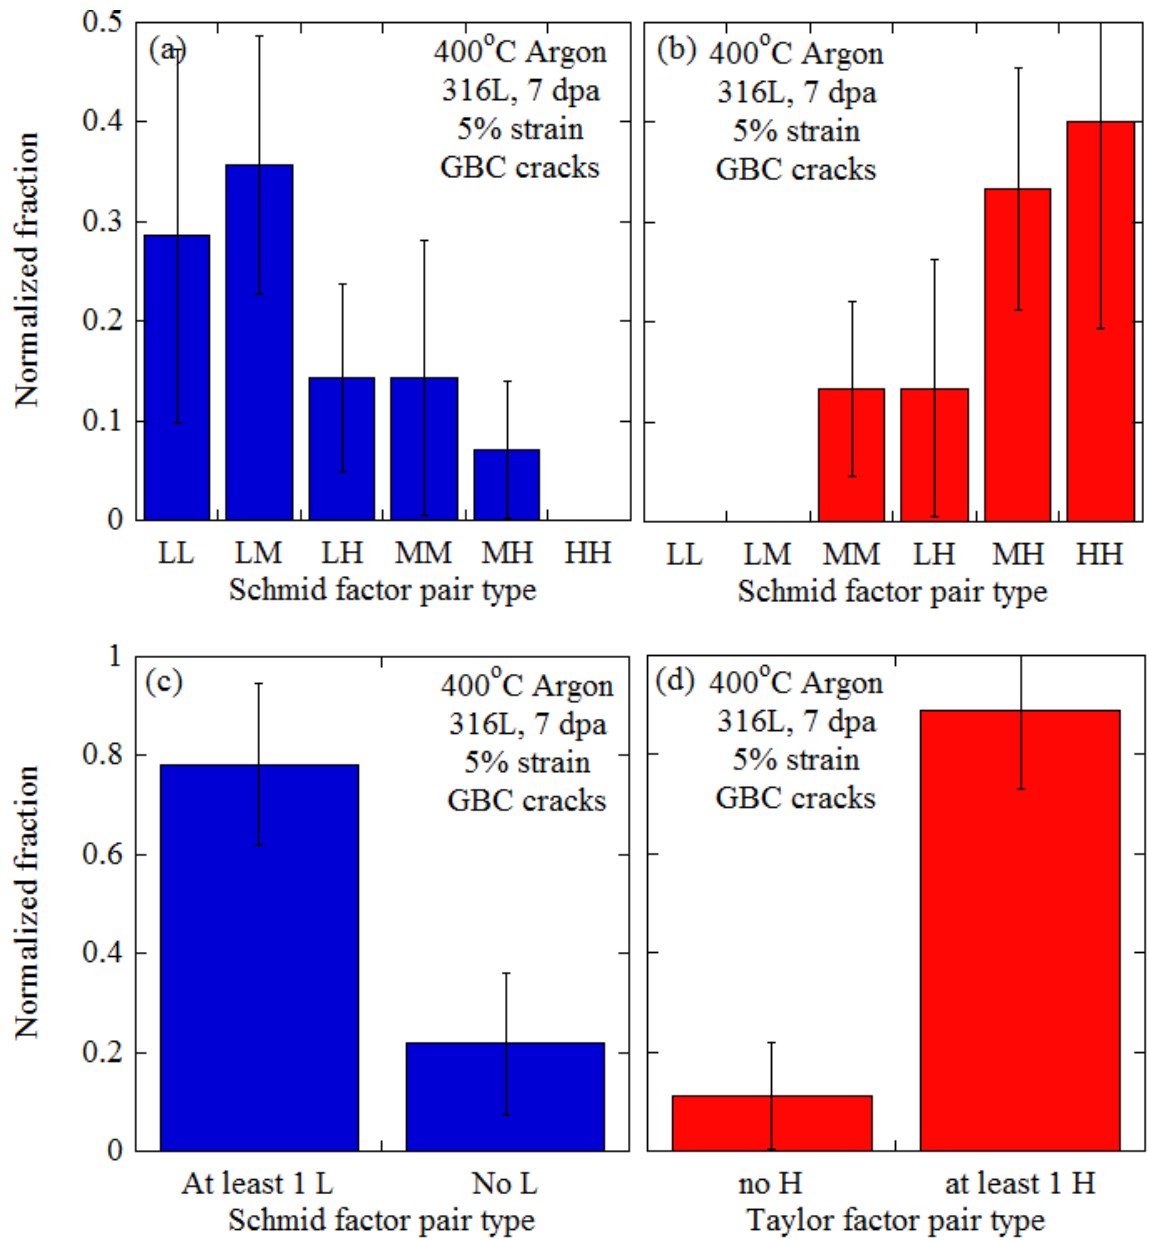 (a)
400°C Argon
316L, 7 dpa
5% strain
GBC cracks
Normalized fraction
0.5
0.4
0.3
0.2
0.1
0
LL LM LH MM MH HH
Schmid factor pair type
(b)
400°C Argon
316L, 7 dpa
5% strain
GBC cracks
LL LM MM LH MH HH
Schmid factor pair type
(c)
400°C Argon
316L, 7 dpa
5% strain
GBC cracks
Normalized fraction
1
0.8
0.6
0.4
0.2
0
At least 1 L No L
Schmid factor pair type
(d)
400°C Argon
316L, 7 dpa
5% strain
GBC cracks
no H at least 1 H
Taylor factor pair type